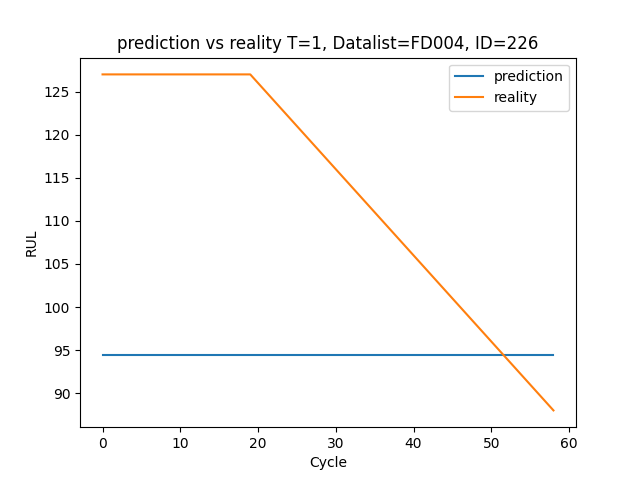 prediction vs reality T=1, Datalist=FD004, ID=226
prediction
reality
RUL
125
120
115
110
105
100
95
90
0 10 20 30 40 50 60
Cycle